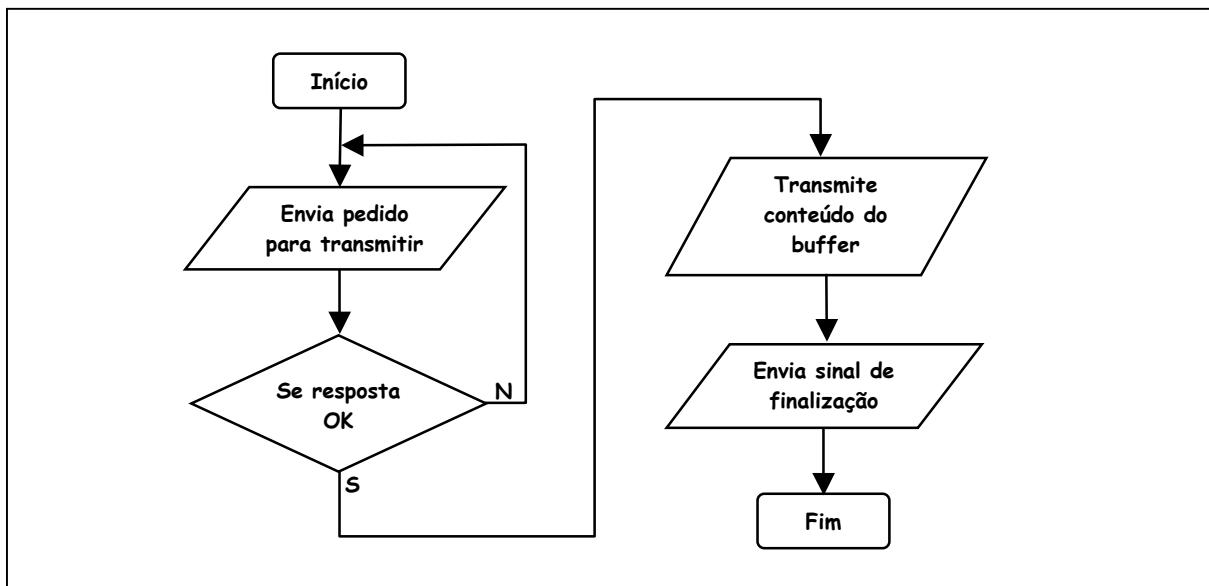 Início
Envia pedido
para transmitir
Se resposta
OK
N
S
Transmite
conteúdo do
buffer
Envia sinal de
finalização
Fim